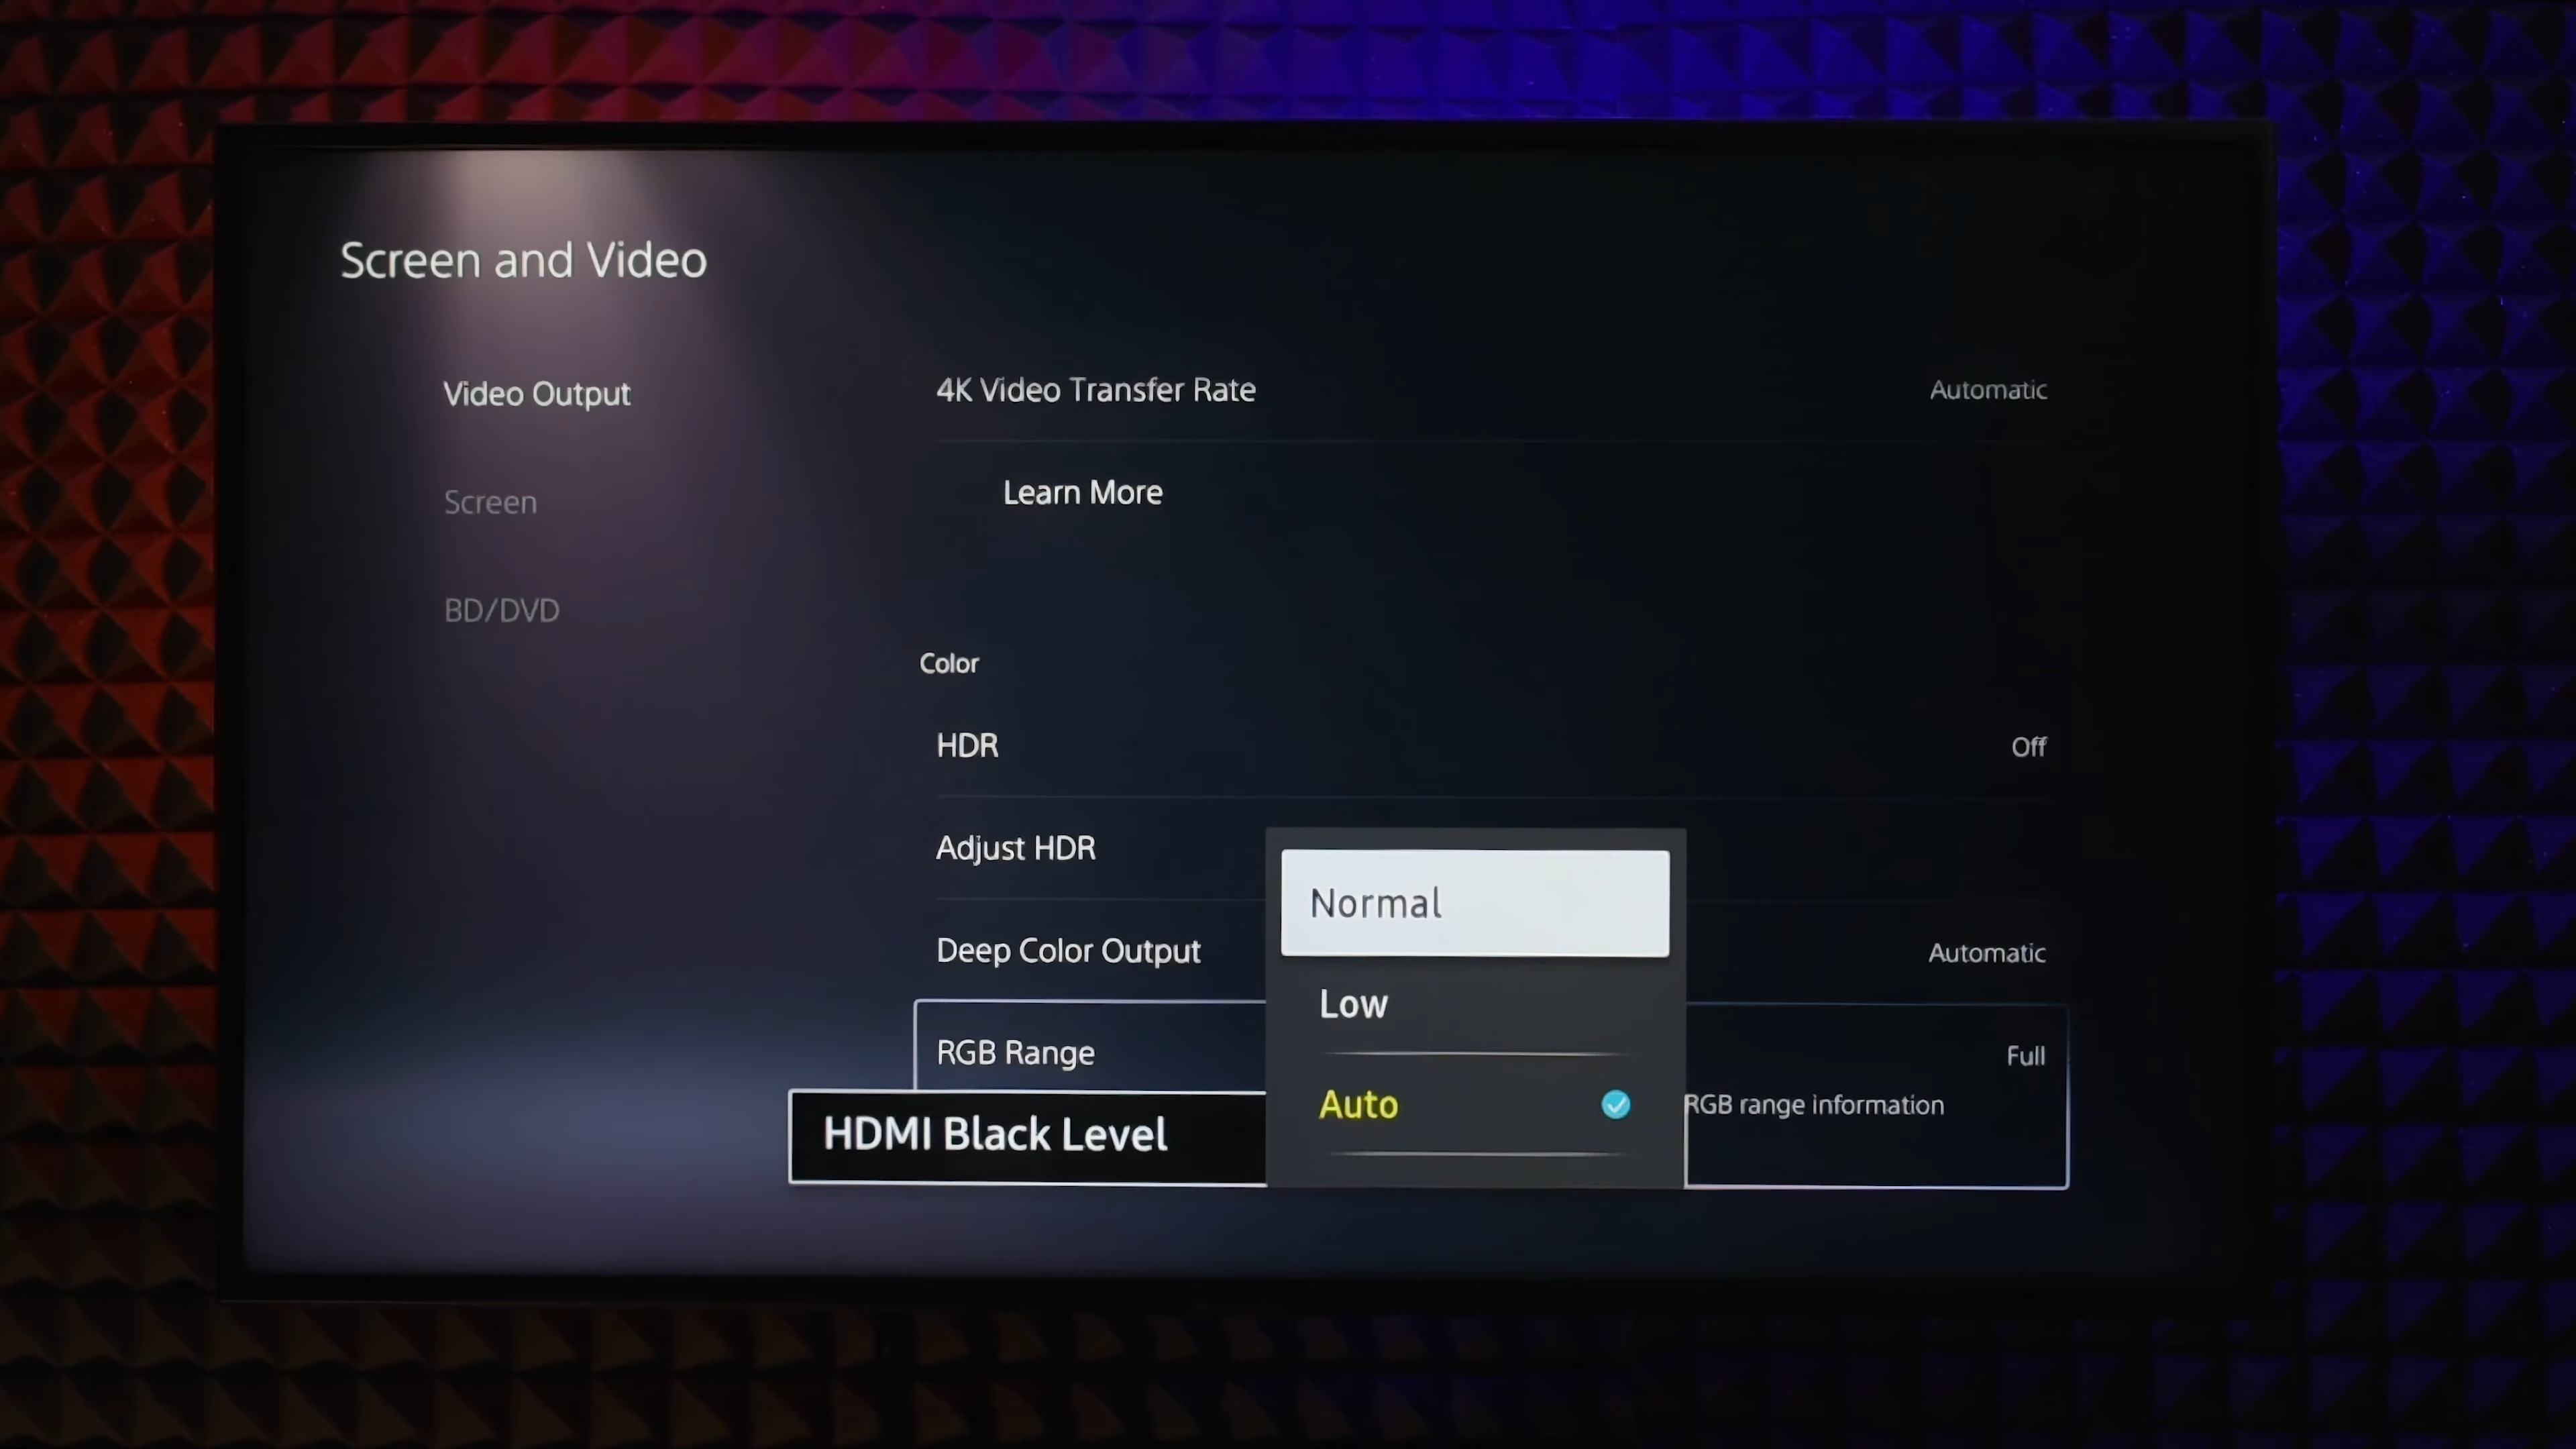 Screen and Video
Video Output
Screen
BD/DVD
4K Video Transfer Rate Automatic
Learn More
Color
HDR Off
Adjust HDR
Deep Color Output Automatic
RGB Range Full
RGB range information
HDMI Black Level
Normal
Low
Auto